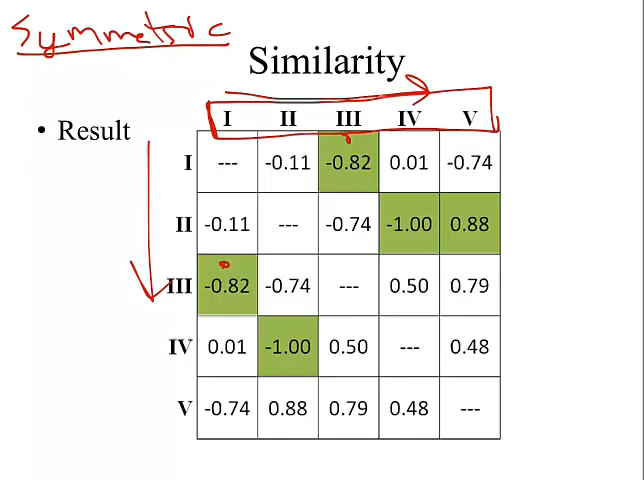 Symmetric
Similarity
• Result
I II III IV V
I --- -0.11 -0.82 0.01 -0.74
II -0.11 --- -0.74 -1.00 0.88
III -0.82 -0.74 --- 0.50 0.79
IV 0.01 -1.00 0.50 --- 0.48
V -0.74 0.88 0.79 0.48 ---